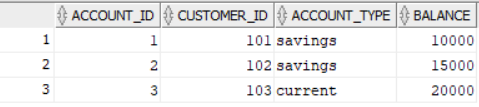 ACCOUNT_ID CUSTOMER_ID ACCOUNT_TYPE BALANCE
1 1 101 savings 10000
2 2 102 savings 15000
3 3 103 current 20000